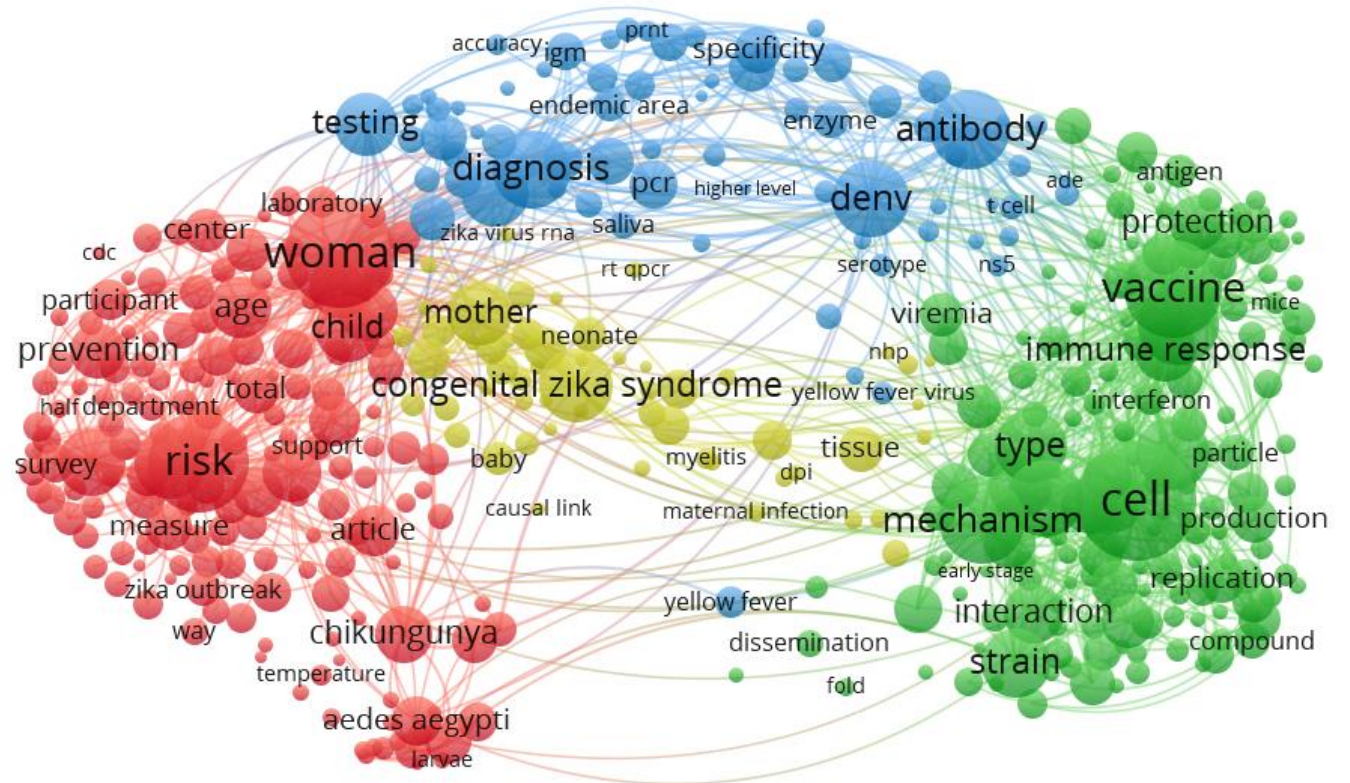 prnt
accuracy
igm
specificity
endemic area
testing
enzyme
antibody
diagnosis
antigen
pcr
higher level
ade
denv
laboratory
t cell
protection
center
zika virus rna
saliva
cdc
woman
rt qpcr
serotype
ns5
vaccine
participant
age
mother
mice
child
neonate
viremia
prevention
nhp
immune response
total
congenital zika syndrome
yellow fever virus
interferon
half
department
support
tissue
type
survey
risk
baby
myelitis
dpi
particle
causal link
maternal infection
cell
measure
article
mechanism
production
early stage
zika outbreak
replication
yellow fever
interaction
way
chikungunya
dissemination
compound
temperature
strain
fold
aedes aegypti
larvae